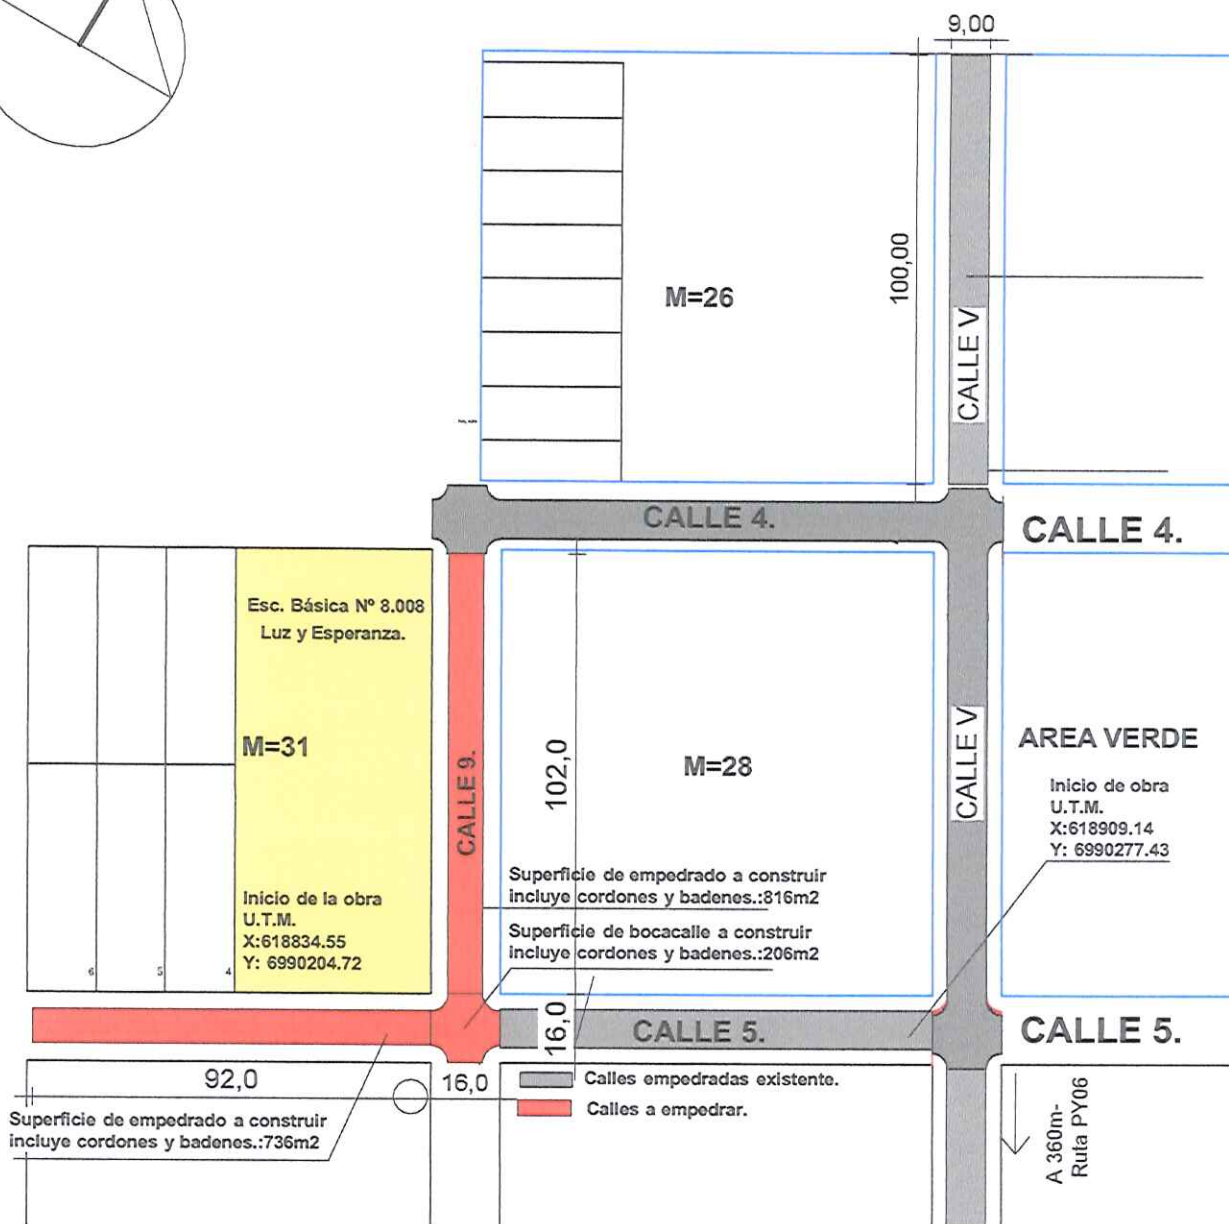 9,00
100,00
M=26
CALLE V
CALLE 4.
CALLE 4.
Esc. Básica Nº 8.008
Luz y Esperanza.
M=31
CALLE 9.
102,0
M=28
CALLE V
AREA VERDE
Inicio de obra
U.T.M.
X:618909.14
Y: 6990277.43
Superficie de empedrado a construir
incluye cordones y badenes.:816m2
Superficie de bocacalle a construir
incluye cordones y badenes.:206m2
Inicio de la obra
U.T.M.
X:618834.55
Y: 6990204.72
6
5
4
16,0
CALLE 5.
CALLE 5.
92,0
16,0
Calles empedradas existente.
Calles a empedrar.
Superficie de empedrado a construir
incluye cordones y badenes.:736m2
A 360m-
Ruta PY06